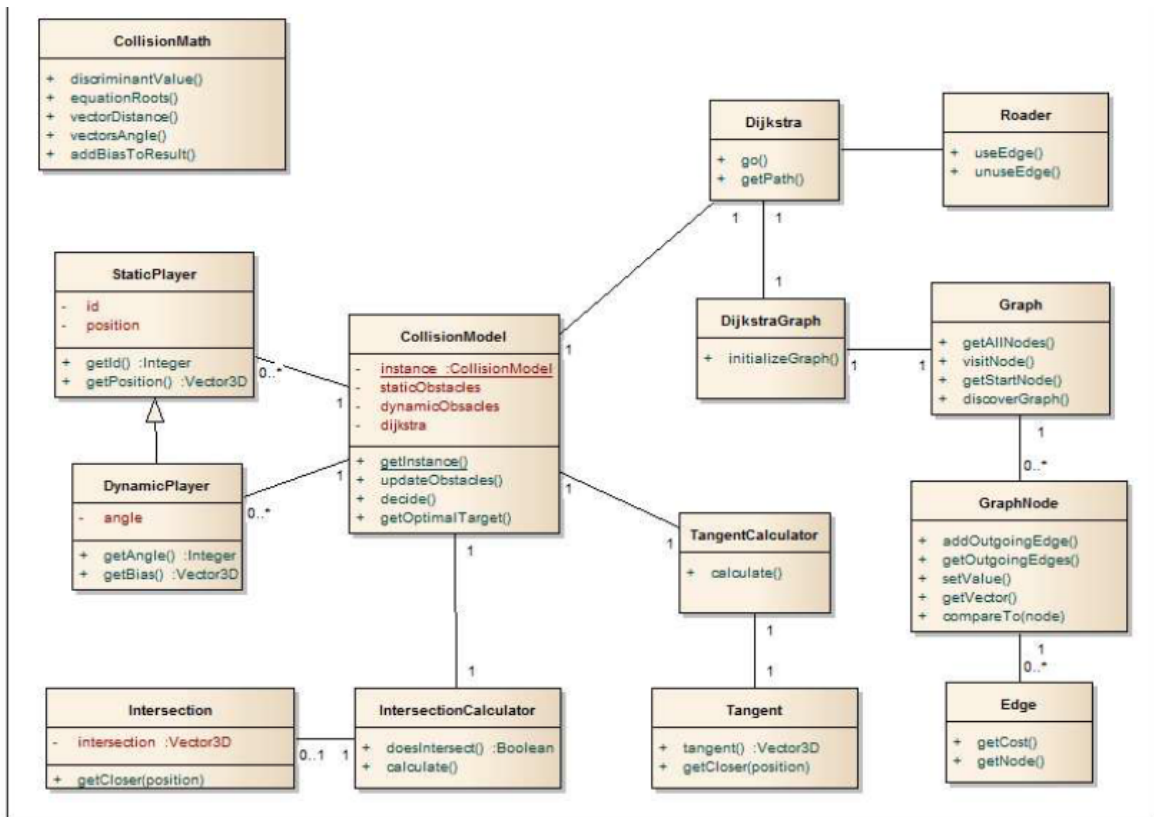 CollisionMath
+ discriminantValue()
+ equationRoots()
+ vectorDistance()
+ vectorsAngle()
+ addBiasToResult()
Dijkstra
+ go()
+ getPath()
Roader
+ useEdge()
+ unuseEdge()
1
1
1
StaticPlayer
- id
- position
+ getId() :Integer
+ getPosition() :Vector3D
0..*
1
CollisionModel
- instance :CollisionModel
- staticObstacles
- dynamicObsacles
- dijkstra
+ getInstance()
+ updateObstacles()
+ decide()
+ getOptimalTarget()
1
1
1
1
DijkstraGraph
+ initializeGraph()
1
1
Graph
+ getAllNodes()
+ visitNode()
+ getStartNode()
+ discoverGraph()
1
0..*
DynamicPlayer
- angle
+ getAngle() :Integer
+ getBias() :Vector3D
0..*
TangentCalculator
+ calculate()
1
1
1
GraphNode
+ addOutgoingEdge()
+ getOutgoingEdges()
+ setValue()
+ getVector()
+ compareTo(node)
1
0..*
Intersection
- intersection :Vector3D
+ getCloser(position)
0..1
1
IntersectionCalculator
+ doesIntersect() :Boolean
+ calculate()
1
Tangent
+ tangent() :Vector3D
+ getCloser(position)
Edge
+ getCost()
+ getNode()